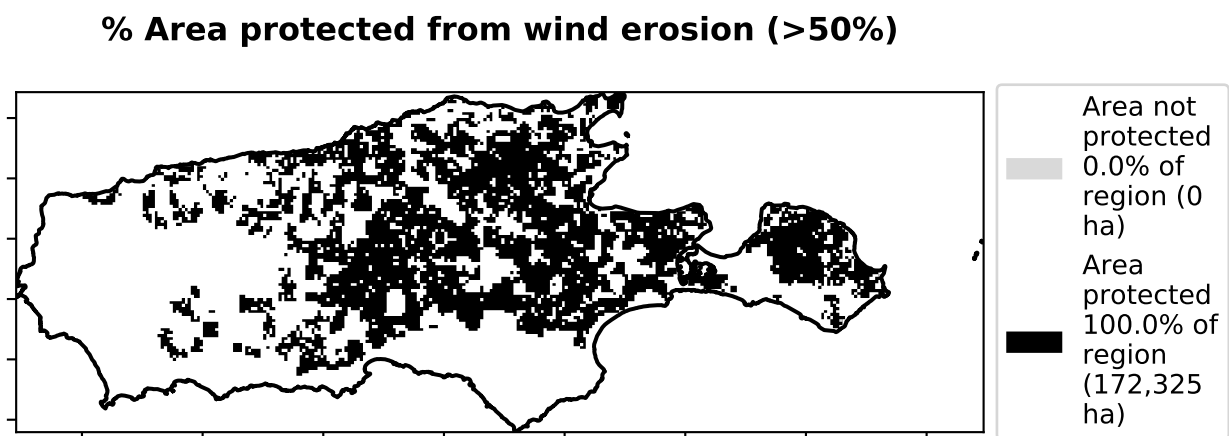 % Area protected from wind erosion (>50%)
Area not
protected
0.0% of
region (0
ha)
Area
protected
100.0% of
region
(172,325
ha)